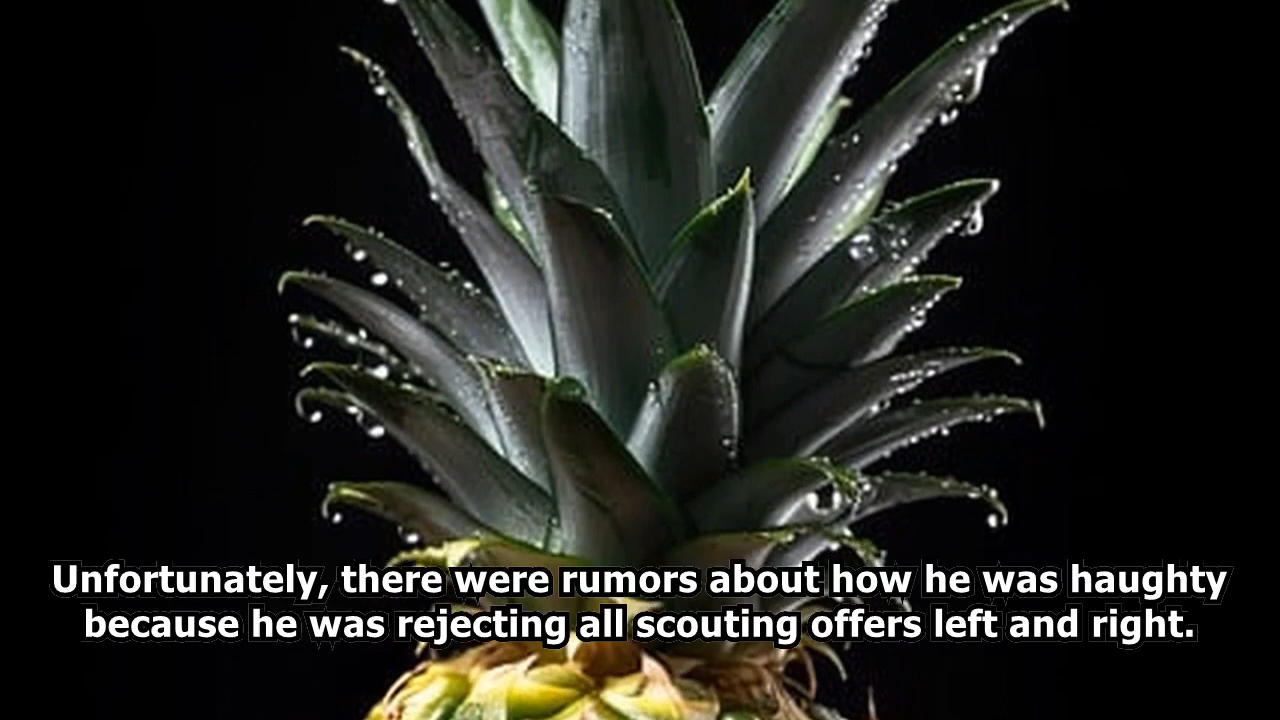 Unfortunately, there were rumors about how he was haughty
because he was rejecting all scouting offers left and right.